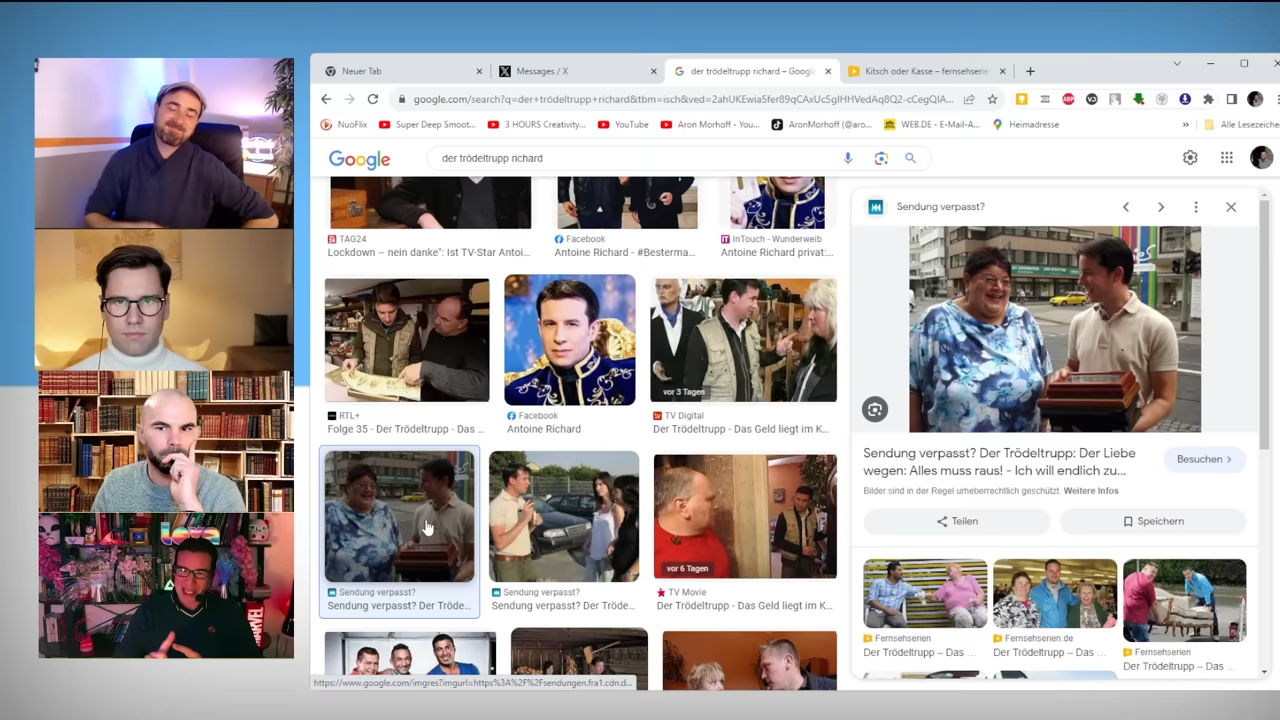 Neuer Tab
Messages / X
der trödeltrupp richard – Google
Kitsch oder Kasse – fernsehserie
google.com/search?q=der+trödeltrupp+richard&tbm=isch&ved=
NuoFlix
Super Deep Smoot...
3 HOURS Creativity...
YouTube
Aron Morhoff - You...
AronMorhoff (@aro...
WEB.DE - E-Mail-A...
Heimadresse
»
Alle Lesezeiche
Google
der trödeltrupp richard
TAG24
Lockdown – nein danke": Ist TV-Star Antoi...
Facebook
Antoine Richard - #Besterma...
InTouch - Wunderweib
Antoine Richard privat:...
vor 3 Tagen
RTL+
Folge 35 - Der Trödeltrupp - Das ...
Facebook
Antoine Richard
TV Digital
Der Trödeltrupp - Das Geld liegt im K...
vor 6 Tagen
Sendung verpasst?
Sendung verpasst? Der Tröde...
Sendung verpasst?
Sendung verpasst? Der Tröde...
TV Movie
Der Trödeltrupp - Das Geld liegt im K...
https://www.google.com/imgres?imgurl=https%3A%2F%2Fsendungen.fra1.cdn.d...
Sendung verpasst?
Sendung verpasst? Der Trödeltrupp: Der Liebe
wegen: Alles muss raus! - Ich will endlich zu...
Besuchen
Bilder sind in der Regel urheberrechtlich geschützt. Weitere Infos
Teilen
Speichern
Fernsehserien
Der Trödeltrupp – Das ...
Fernsehserien.de
Der Trödeltrupp – Das ...
Fernsehserien
Der Trödeltrupp – Das ...
MARVEL